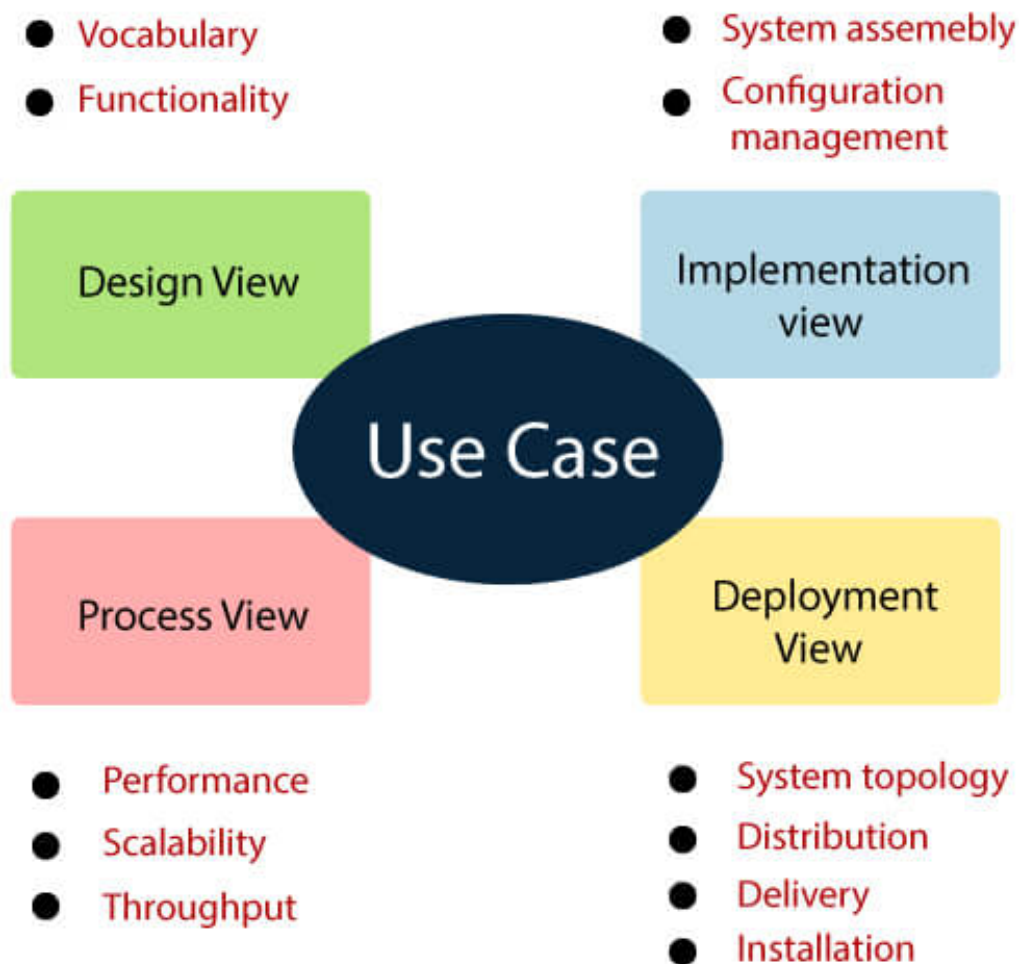 Vocabulary
Functionality
System assemebly
Configuration
management
Design View
Implementation
view
Use Case
Process View
Deployment
View
Performance
Scalability
Throughput
System topology
Distribution
Delivery
Installation